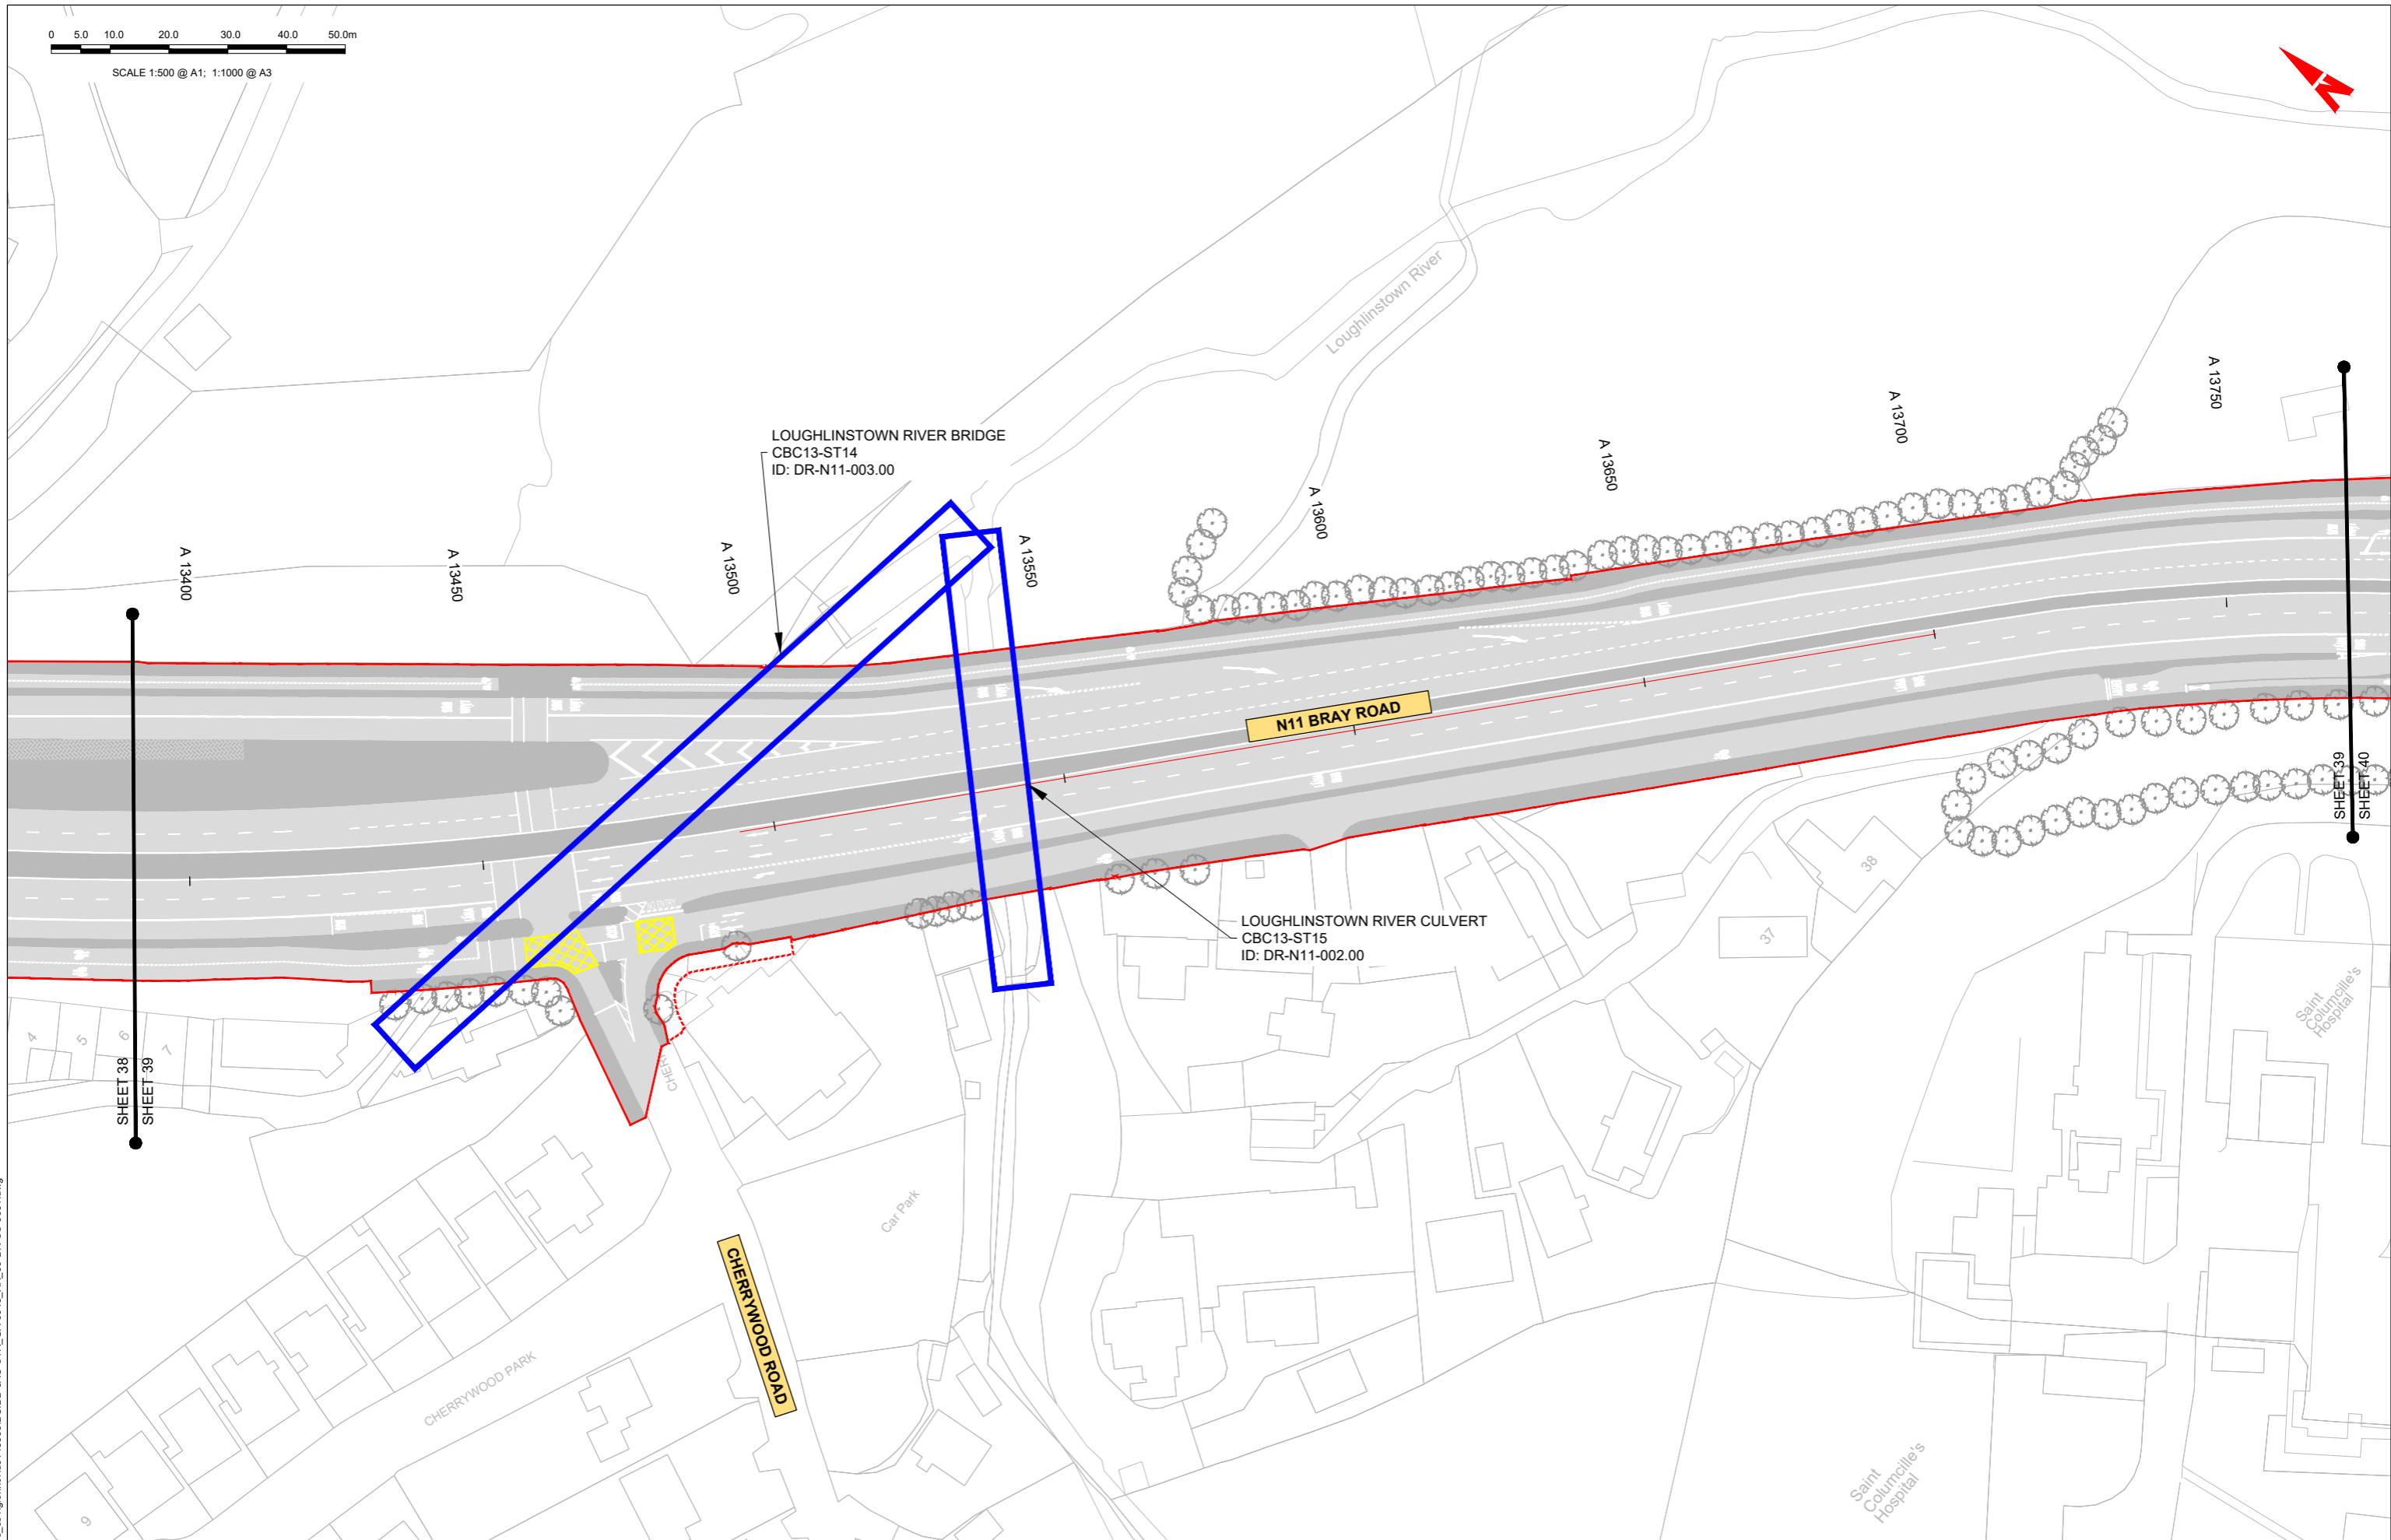 0 5.0 10.0 20.0 30.0 40.0 50.0m
SCALE 1:500 @ A1; 1:1000 @ A3
N
Loughlinstown River
LOUGHLINSTOWN RIVER BRIDGE
CBC13-ST14
ID: DR-N11-003.00
A 13400
A 13450
A 13500
A 13550
A 13600
A 13650
A 13700
A 13750
N11 BRAY ROAD
LOUGHLINSTOWN RIVER CULVERT
CBC13-ST15
ID: DR-N11-002.00
SHEET 38
SHEET 39
SHEET 39
SHEET 40
4
5
6
7
38
37
Saint
Columcille's
Hospital
Car Park
CHERRYWOOD ROAD
CHERRYWOOD PARK
9
Saint
Columcille's
Hospital